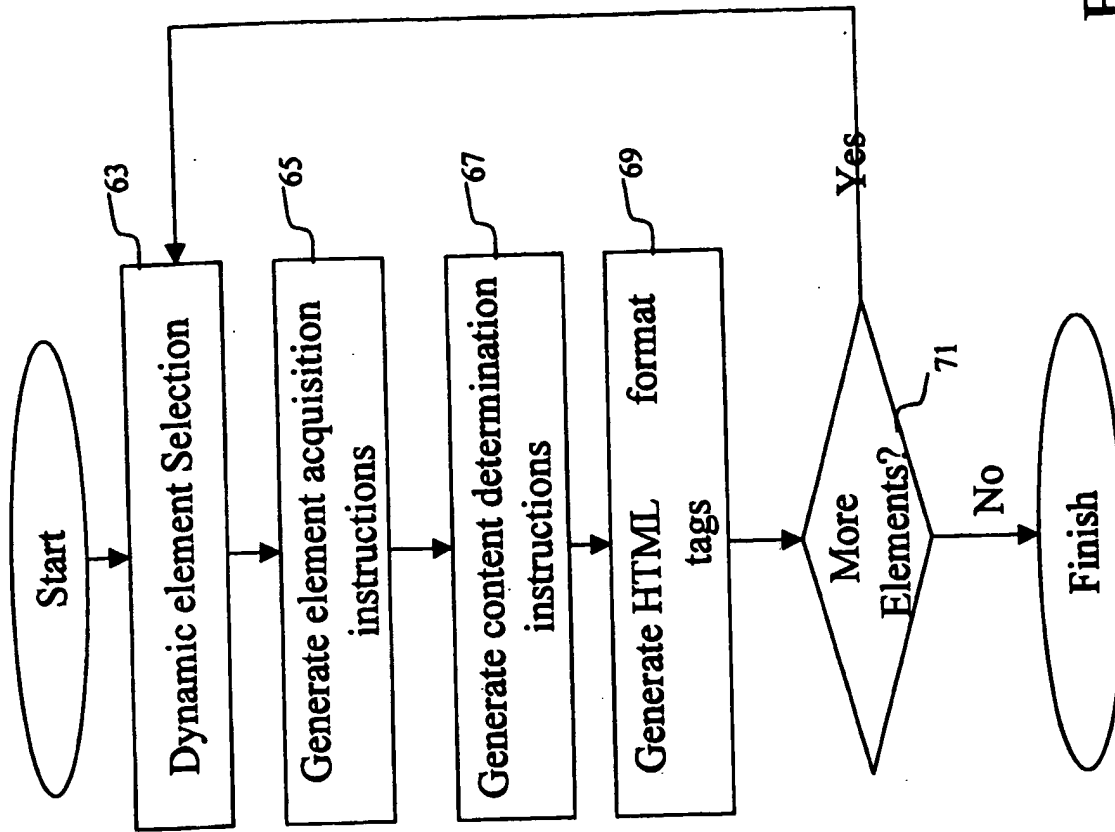 Start
63
Dynamic element Selection
65
Generate element acquisition
instructions
67
Generate content determination
instructions
69
Generate HTML format
tags
More
Elements?
71
Yes
No
Finish